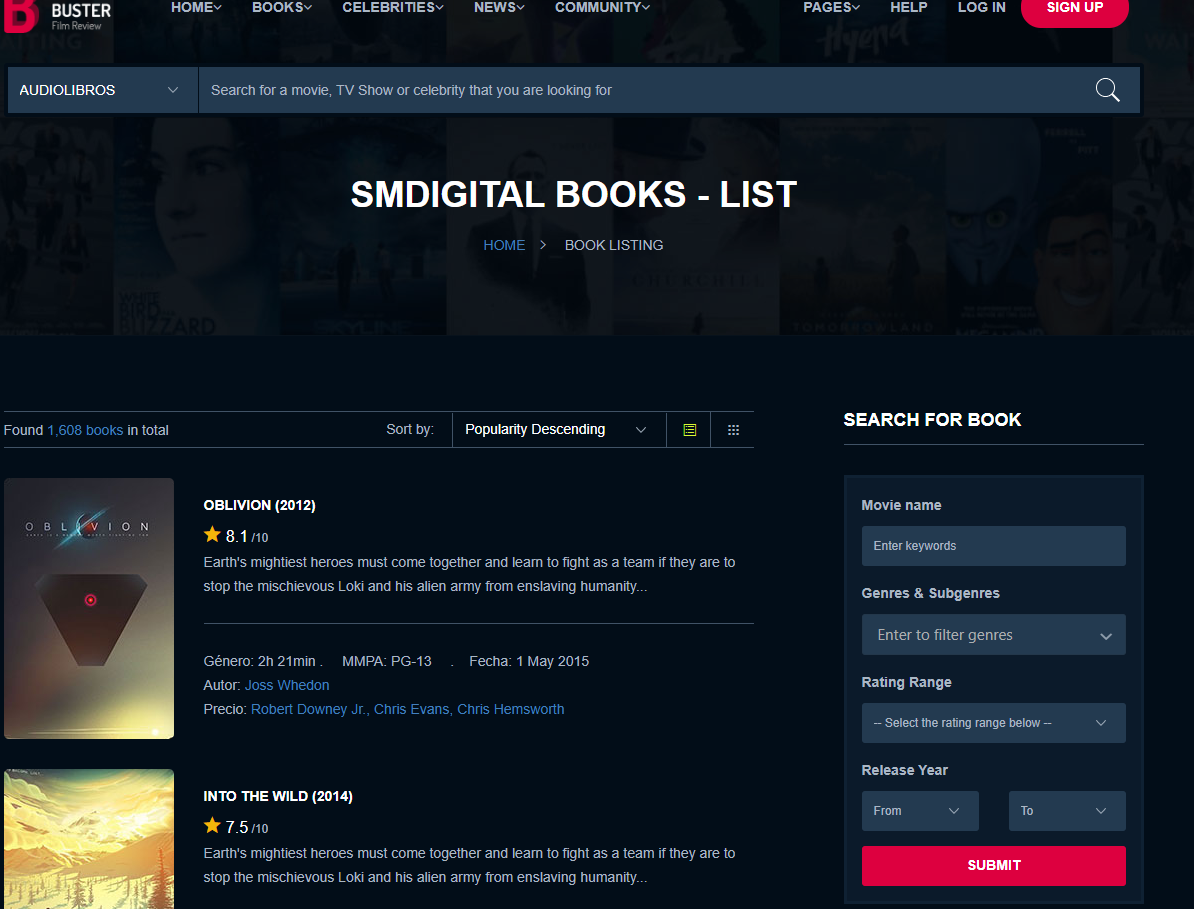 BUSTER
Film Review
HOME
BOOKS
CELEBRITIES
NEWS
COMMUNITY
PAGES
HELP
LOG IN
SIGN UP
AUDIOLIBROS
Search for a movie, TV Show or celebrity that you are looking for
WHITE
BIRD
BLIZZARD
SKYLINE
CHURCHILL
TOMORROWLAND
SMDIGITAL BOOKS - LIST
HOME > BOOK LISTING
Found 1,608 books in total
Sort by:
Popularity Descending
OBLIVION
OBLIVION (2012)
8.1 /10
Earth's mightiest heroes must come together and learn to fight as a team if they are to
stop the mischievous Loki and his alien army from enslaving humanity...
Género: 2h 21min . MMPA: PG-13 . Fecha: 1 May 2015
Autor: Joss Whedon
Precio: Robert Downey Jr., Chris Evans, Chris Hemsworth
INTO THE WILD (2014)
7.5 /10
Earth's mightiest heroes must come together and learn to fight as a team if they are to
stop the mischievous Loki and his alien army from enslaving humanity...
SEARCH FOR BOOK
Movie name
Enter keywords
Genres & Subgenres
Enter to filter genres
Rating Range
-- Select the rating range below --
Release Year
From
To
SUBMIT